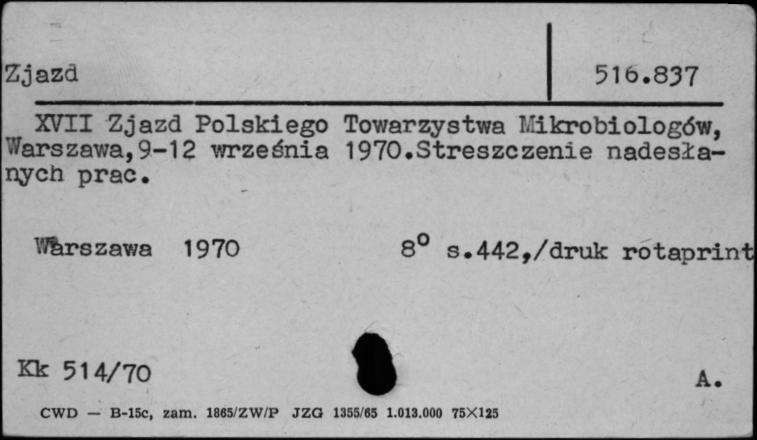 Zjazd 516.837
XVII Zjazd Polskiego Towarzystwa Mikrobiologów,
Warszawa,9-12 września 1970.Streszczenie nadesła-
nych prac.
Warszawa 1970 8° s.442,/druk rotaprint
Kk 514/70 A.
CWD — B-15c, zam. 1865/ZW/P JZG 1355/65 1.013.000 75×125